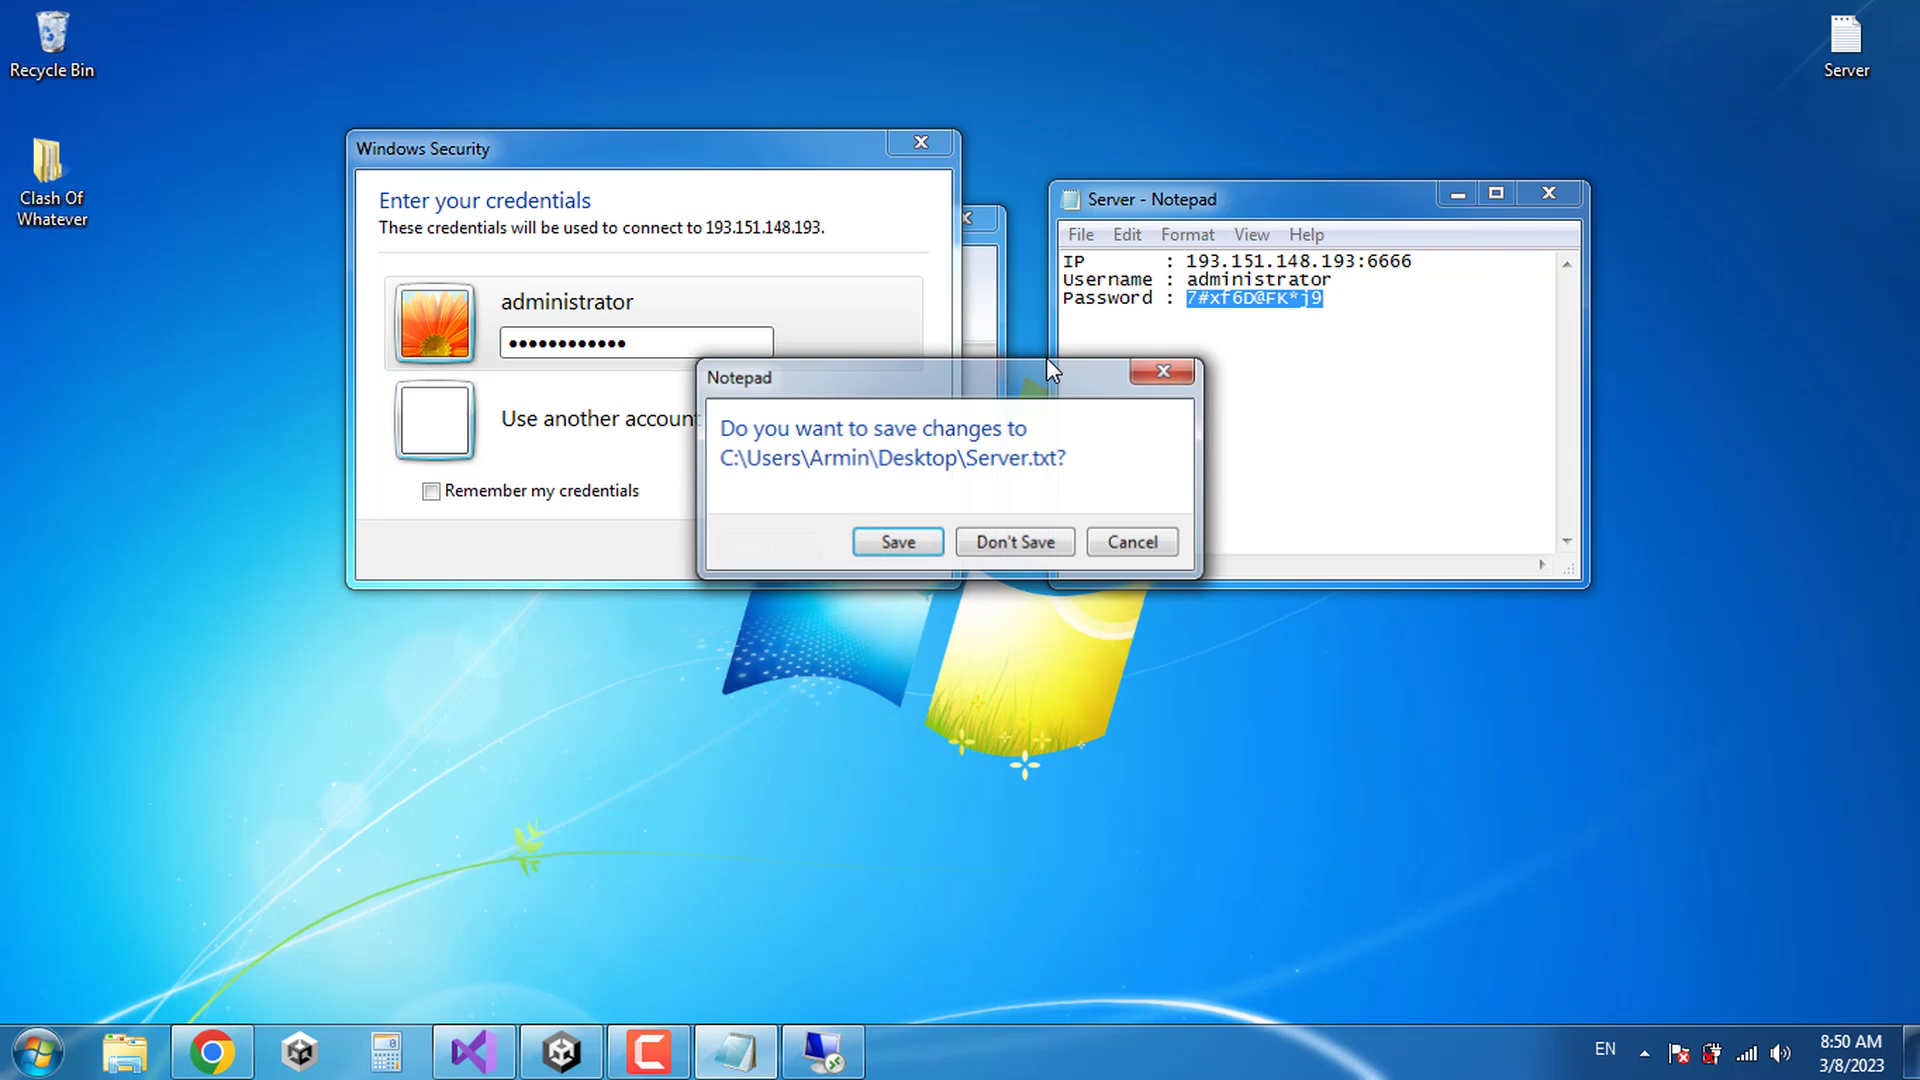 Recycle Bin
Server
Clash Of
Whatever
Windows Security
Enter your credentials
These credentials will be used to connect to 193.151.148.193.
administrator
●●●●●●●●●●●●
Use another account
Remember my credentials
Server - Notepad
File Edit Format View Help
IP : 193.151.148.193:6666
Username : administrator
Password : 7#xf6D@FK*j9
Notepad
Do you want to save changes to
C:\Users\Armin\Desktop\Server.txt?
Save Don't Save Cancel
EN
8:50 AM
3/8/2023